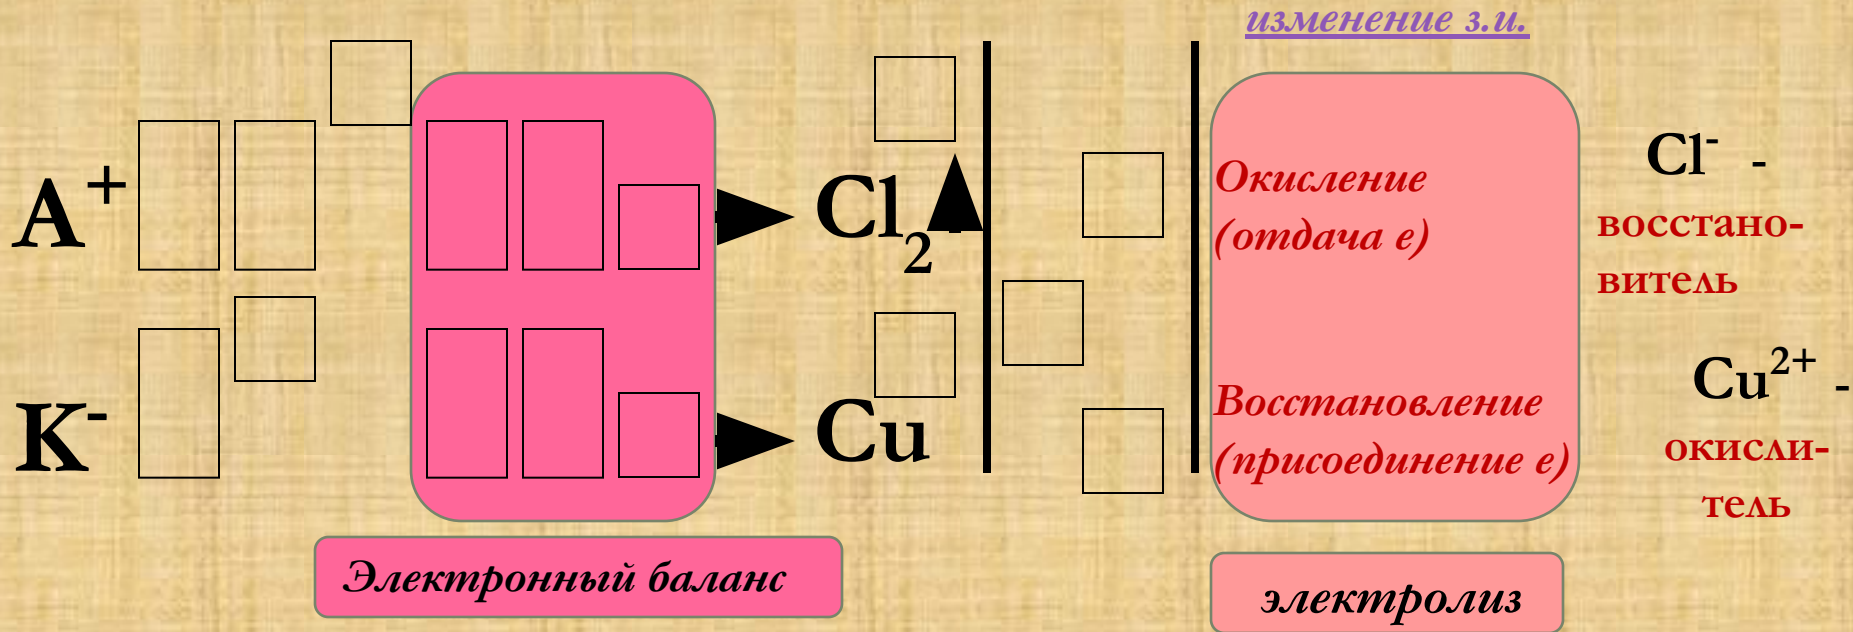 изменение з.и.
A⁺
Cl₂
Окисление
(отдача е)
Cl⁻ -
восстано-
витель
K⁻
Cu
Восстановление
(присоединение е)
Cu²⁺ -
окисли-
тель
Электронный баланс
электролиз